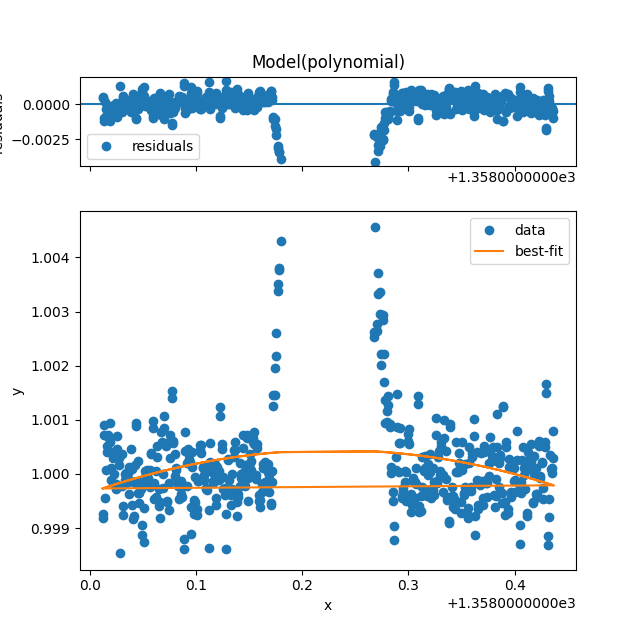 Model(polynomial)
0.0000
−0.0025
residuals
residuals
+1.3580000000e3
1.004
1.003
1.002
1.001
1.000
0.999
y
data
best-fit
0.0
0.1
0.2
0.3
0.4
x
+1.3580000000e3